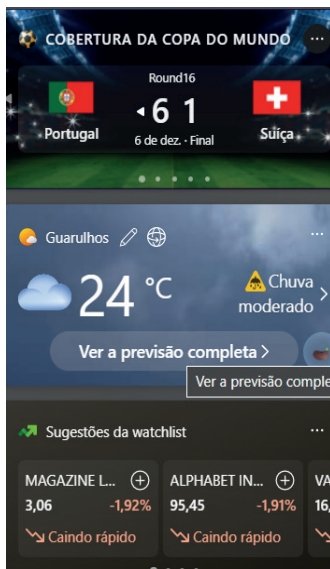 COBERTURA DA COPA DO MUNDO
Round16
6 1
Portugal
Suíça
6 de dez. · Final
Guarulhos
24 °C
Chuva
moderado
Ver a previsão completa >
Ver a previsão comple
Sugestões da watchlist
MAGAZINE L...
3,06 -1,92%
Caindo rápido
ALPHABET IN...
95,45 -1,91%
Caindo rápido
VA
16,